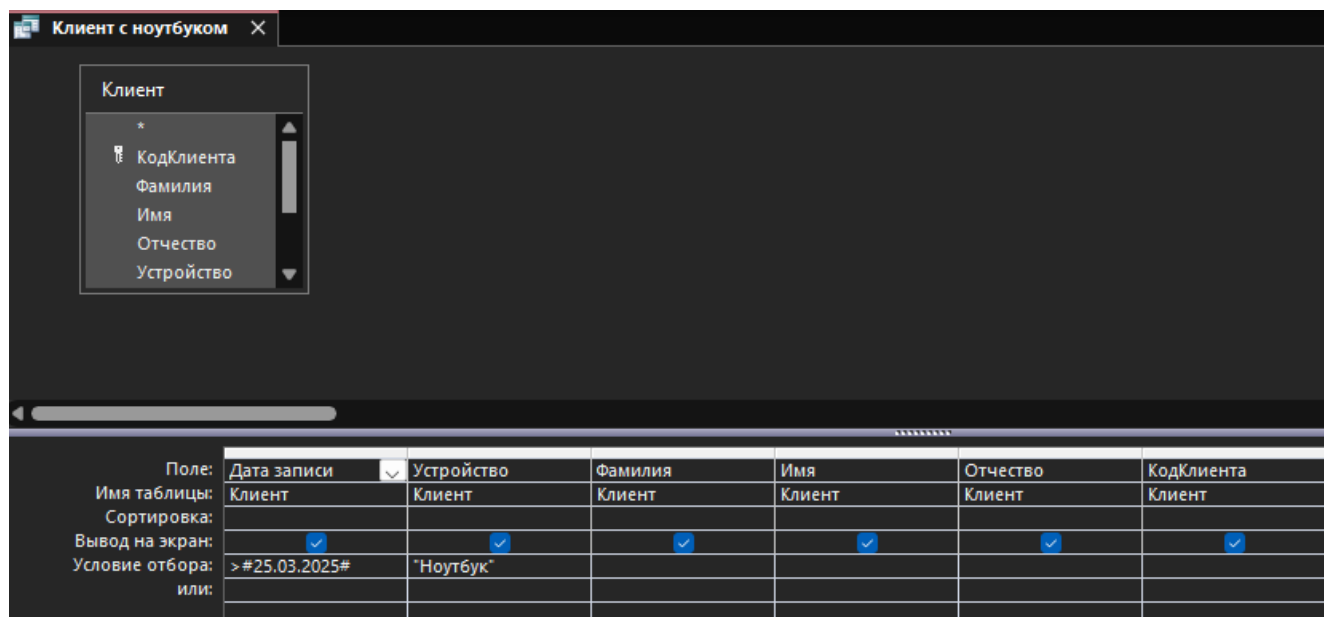 Клиент с ноутбуком
Клиент
*
КодКлиента
Фамилия
Имя
Отчество
Устройство
Поле: Дата записи Устройство Фамилия Имя Отчество КодКлиента
Имя таблицы: Клиент Клиент Клиент Клиент Клиент Клиент
Сортировка:
Вывод на экран:
Условие отбора: >#25.03.2025# "Ноутбук"
или: